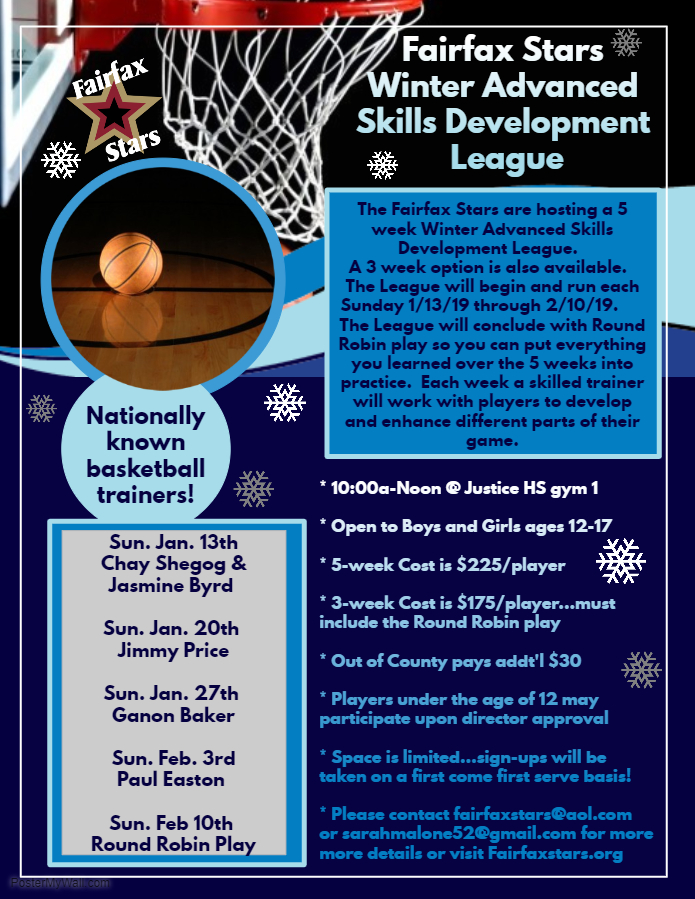 Fairfax
Stars
Fairfax Stars
Winter Advanced
Skills Development
League
The Fairfax Stars are hosting a 5
week Winter Advanced Skills
Development League.
A 3 week option is also available.
The League will begin and run each
Sunday 1/13/19 through 2/10/19.
The League will conclude with Round
Robin play so you can put everything
you learned over the 5 weeks into
practice. Each week a skilled trainer
will work with players to develop
and enhance different parts of their
game.
Nationally
known
basketball
trainers!
Sun. Jan. 13th
Chay Shegog &
Jasmine Byrd
Sun. Jan. 20th
Jimmy Price
Sun. Jan. 27th
Ganon Baker
Sun. Feb. 3rd
Paul Easton
Sun. Feb 10th
Round Robin Play
* 10:00a-Noon @ Justice HS gym 1
* Open to Boys and Girls ages 12-17
* 5-week Cost is $225/player
* 3-week Cost is $175/player...must
include the Round Robin play
* Out of County pays addt'l $30
* Players under the age of 12 may
participate upon director approval
* Space is limited...sign-ups will be
taken on a first come first serve basis!
* Please contact fairfaxstars@aol.com
or sarahmalone52@gmail.com for more
more details or visit Fairfaxstars.org
PosterMyWall.com